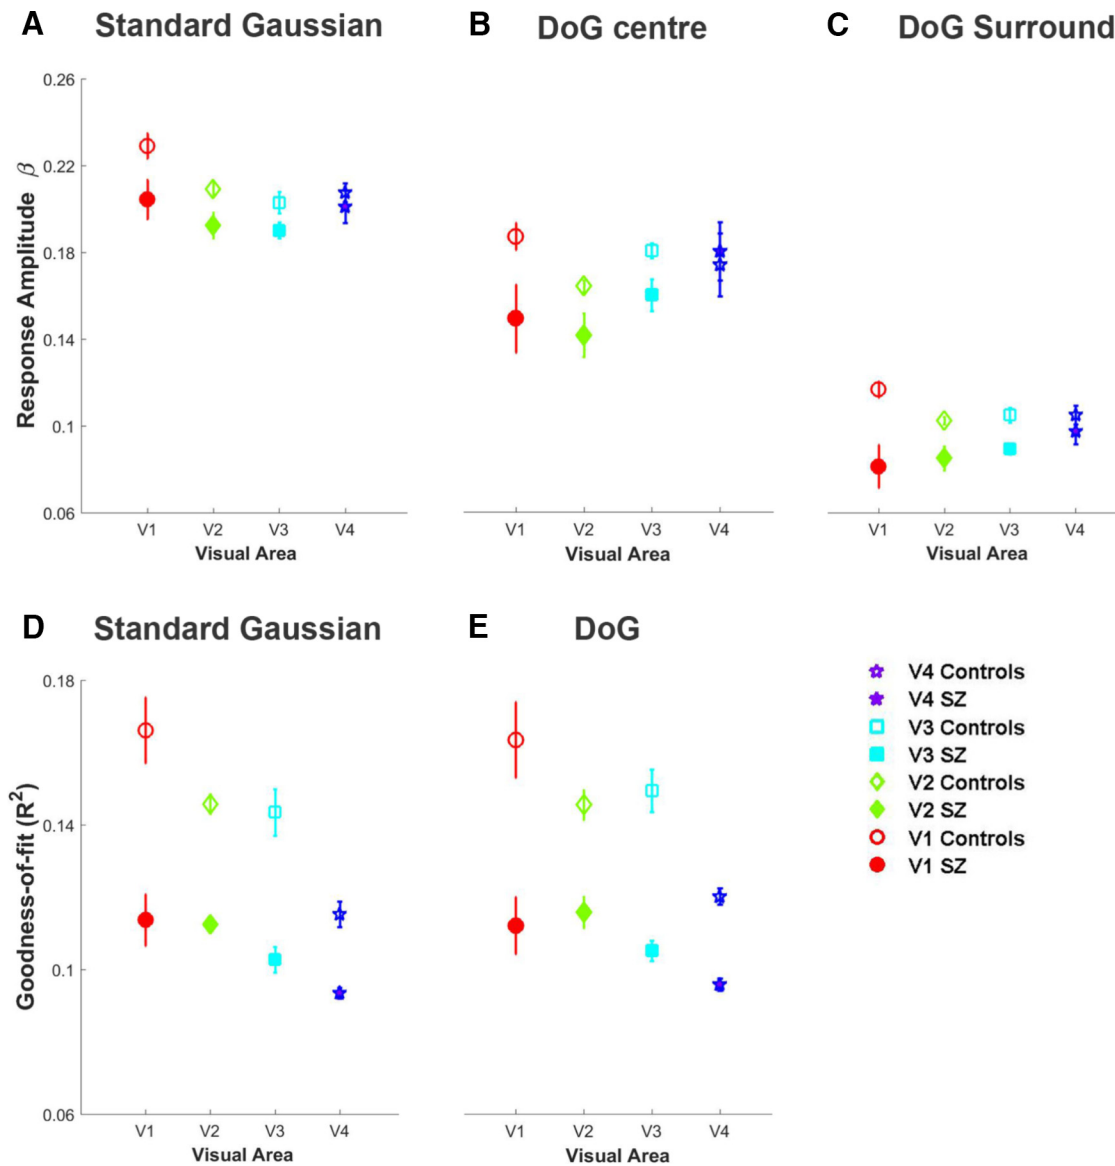 A Standard Gaussian
B DoG centre
C DoG Surround
Response Amplitude β
0.26
0.22
0.18
0.14
0.1
0.06
V1 V2 V3 V4
Visual Area
V1 V2 V3 V4
Visual Area
V1 V2 V3 V4
Visual Area
D Standard Gaussian
E DoG
Goodness-of-fit (R²)
0.18
0.14
0.1
0.06
V1 V2 V3 V4
Visual Area
V1 V2 V3 V4
Visual Area
V4 Controls
V4 SZ
V3 Controls
V3 SZ
V2 Controls
V2 SZ
V1 Controls
V1 SZ